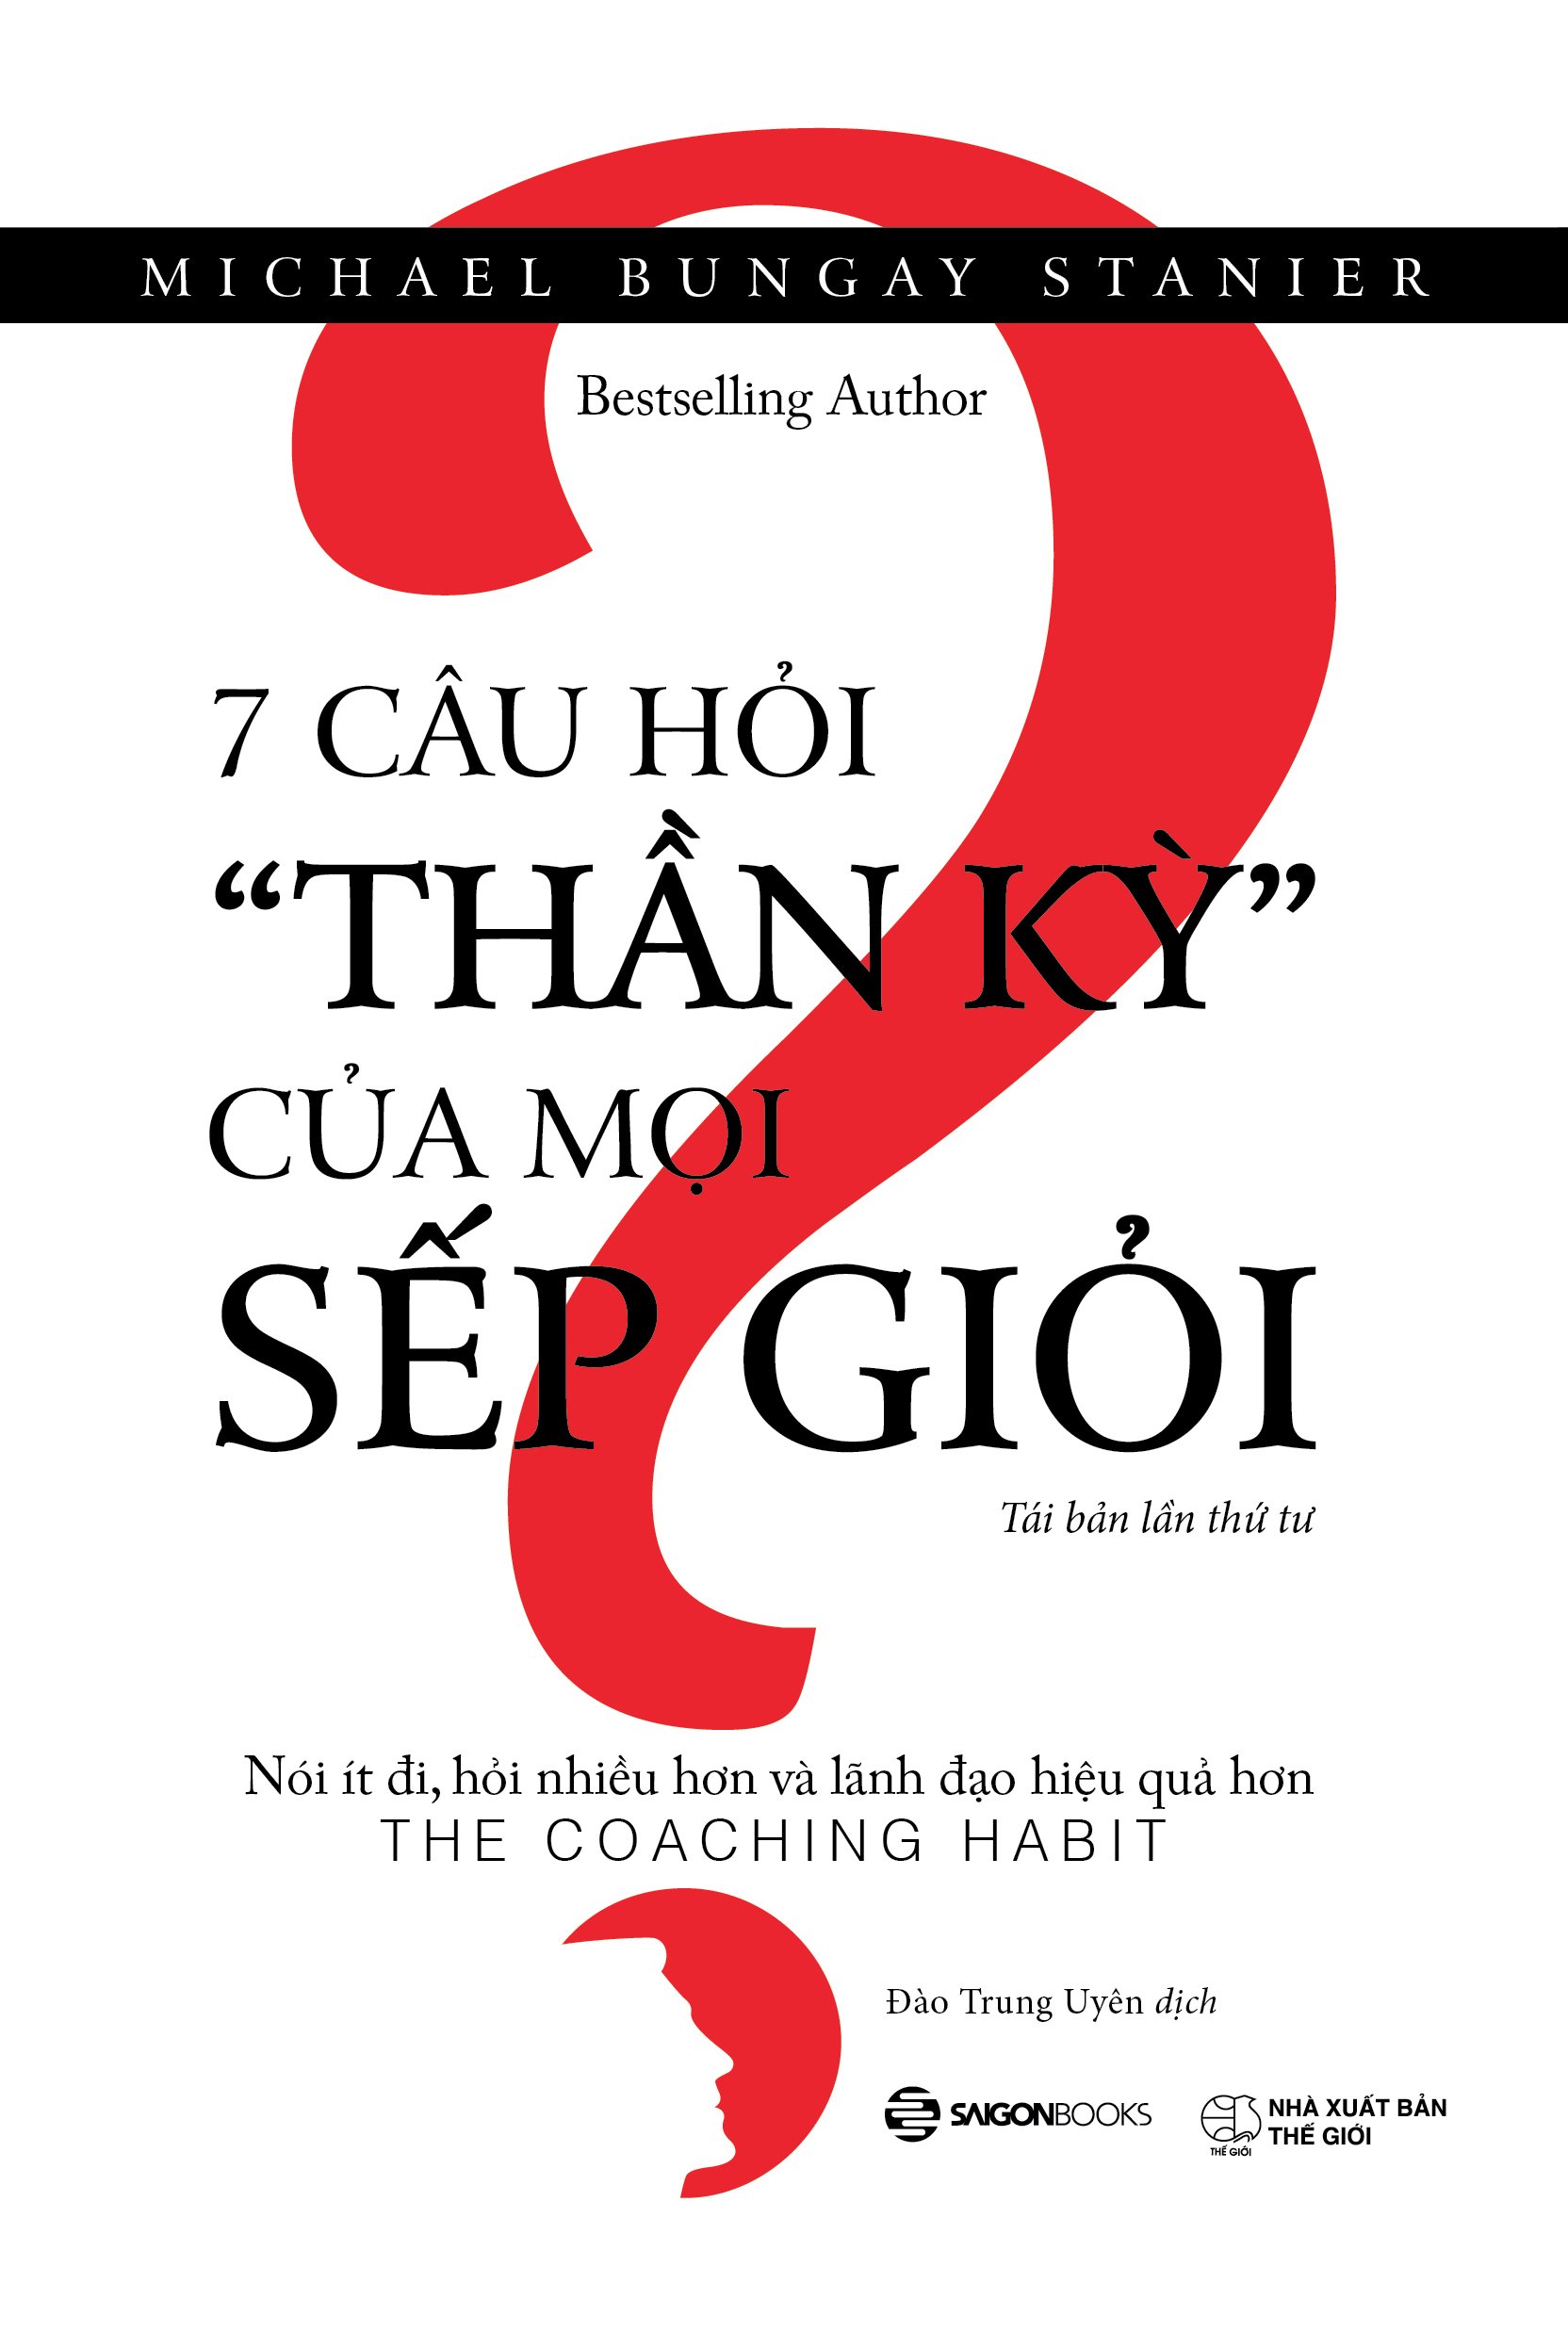 MICHAEL BUNGAY STANIER
Bestselling Author
7 CÂU HỎI
“THẦN KỲ”
CỦA MỌI
SẾP GIỎI
Tái bản lần thứ tư
Nói ít đi, hỏi nhiều hơn và lãnh đạo hiệu quả hơn
THE COACHING HABIT
Đào Trung Uyên dịch
SAIGONBOOKS
THẾ GIỚI
NHÀ XUẤT BẢN
THẾ GIỚI